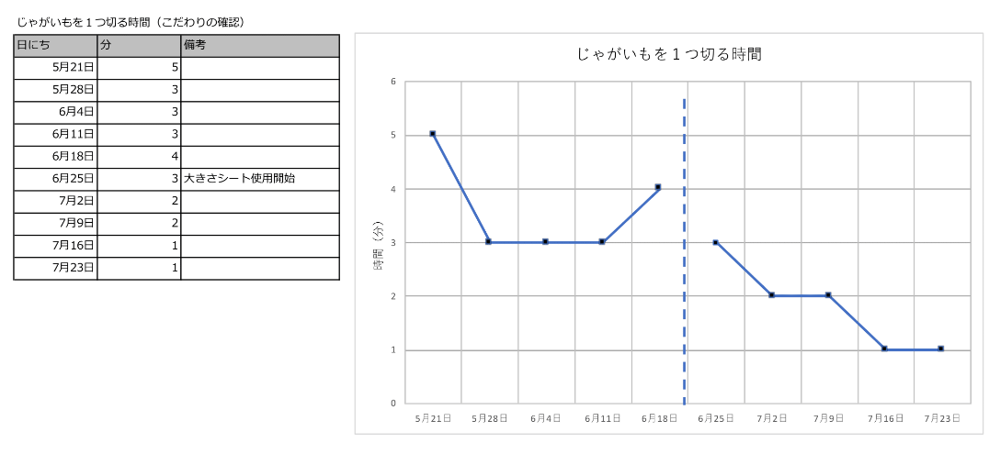 じゃがいもを１つ切る時間（こだわりの確認）
日にち 分 備考
5月21日 5
5月28日 3
6月4日 3
6月11日 3
6月18日 4
6月25日 3 大きさシート使用開始
7月2日 2
7月9日 2
7月16日 1
7月23日 1
じゃがいもを１つ切る時間
時間（分）
6
5
4
3
2
1
0
5月21日 5月28日 6月4日 6月11日 6月18日 6月25日 7月2日 7月9日 7月16日 7月23日